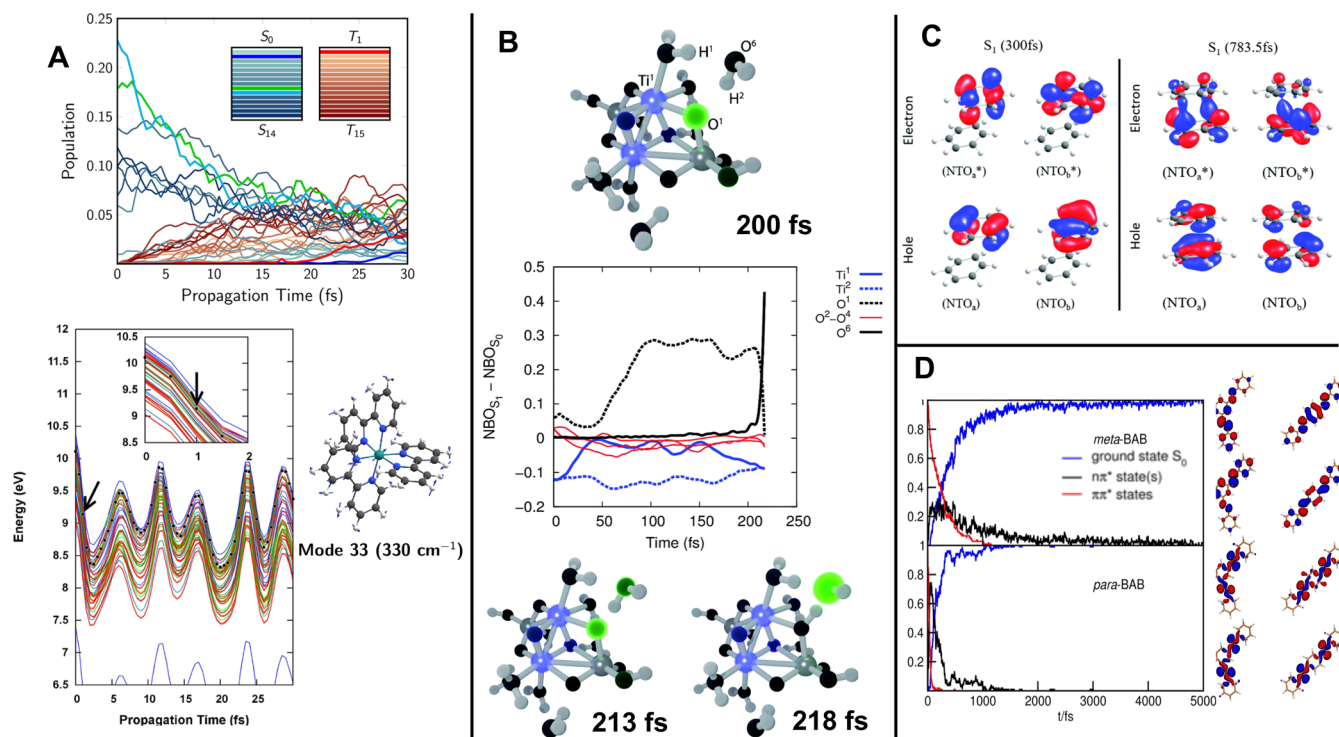 A
0.25
0.20
0.15
0.10
0.05
Population
S0
T1
S14
T15
0 5 10 15 20 25 30
Propagation Time (fs)
12
11
10.5
10
9.5
9
8.5
8
7.5
7
6.5
Energy (eV)
10.5
10
9.5
9
8.5
0 1 2
0 5 10 15 20 25
Propagation Time (fs)
Mode 33 (330 cm−1)
B
H1
O6
Ti1
H2
O1
200 fs
0.5
0.4
0.3
0.2
0.1
0
−0.1
−0.2
NBOS1 − NBOS0
Ti1
Ti2
O1
O2−O4
O6
0 50 100 150 200 250
Time (fs)
213 fs
218 fs
C
S1 (300fs)
S1 (783.5fs)
Electron
Electron
(NTOa*)
(NTOb*)
(NTOa*)
(NTOb*)
Hole
Hole
(NTOa)
(NTOb)
(NTOa)
(NTOb)
D
1
0.8
0.6
0.4
0.2
meta-BAB
ground state S0
nπ* state(s)
ππ* states
1
0.8
0.6
0.4
0.2
para-BAB
0 1000 2000 3000 4000 5000
t/fs